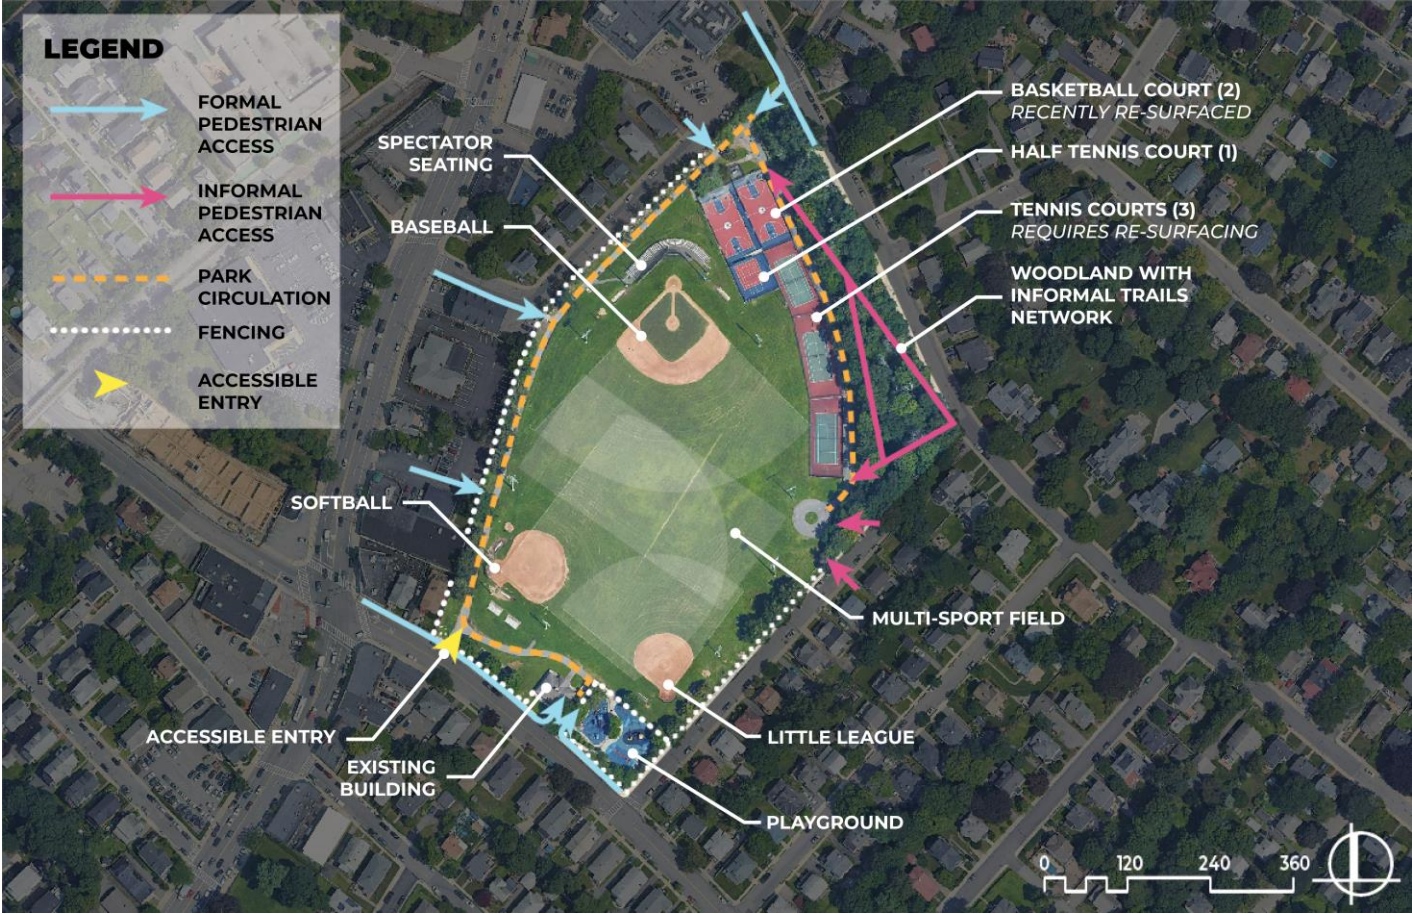 LEGEND
FORMAL
PEDESTRIAN
ACCESS
INFORMAL
PEDESTRIAN
ACCESS
PARK
CIRCULATION
FENCING
ACCESSIBLE
ENTRY
SPECTATOR
SEATING
BASEBALL
SOFTBALL
ACCESSIBLE ENTRY
EXISTING
BUILDING
BASKETBALL COURT (2)
RECENTLY RE-SURFACED
HALF TENNIS COURT (1)
TENNIS COURTS (3)
REQUIRES RE-SURFACING
WOODLAND WITH
INFORMAL TRAILS
NETWORK
MULTI-SPORT FIELD
LITTLE LEAGUE
PLAYGROUND
0 120 240 360